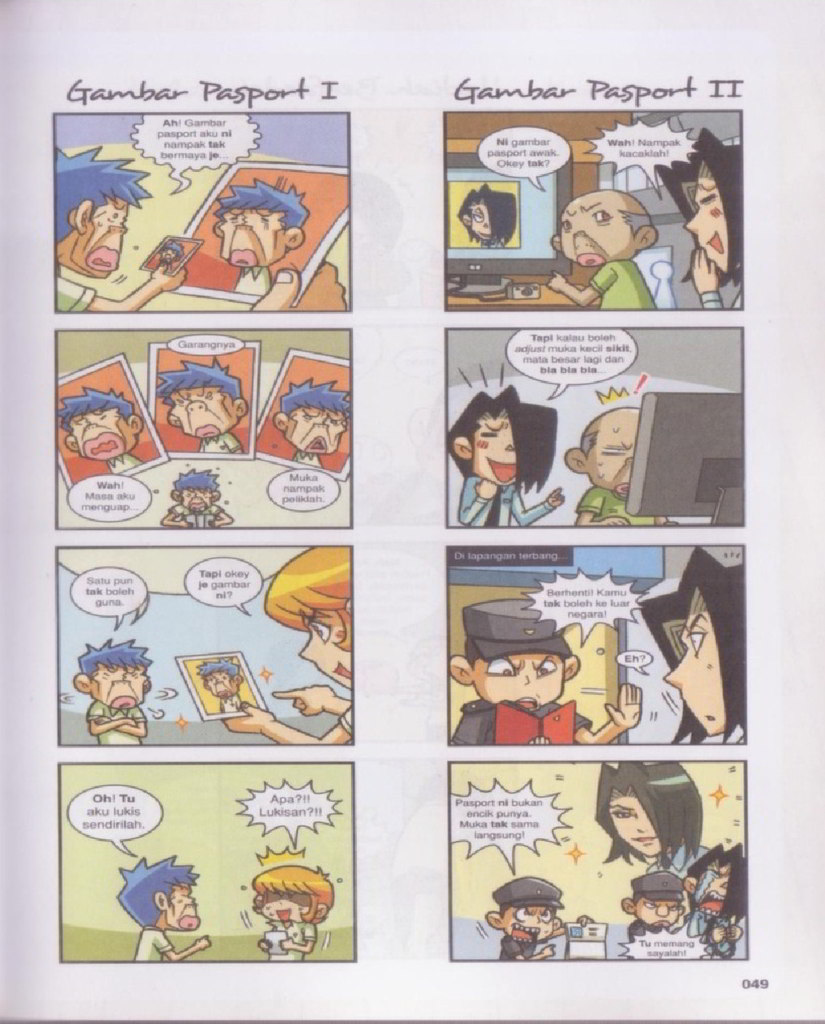 Gambar Pasport I
Ah! Gambar
pasport aku ni
nampak tak
bermaya je...
Garangnya
Wah!
Masa aku
menguap...
Muka
nampak
peliklah.
Satu pun
tak boleh
guna.
Tapi okey
je gambar
ni?
Oh! Tu
aku lukis
sendirilah.
Apa?!!
Lukisan?!!
Gambar Pasport II
Ni gambar
pasport awak.
Okey tak?
Wah! Nampak
kacaklah!
Tapi kalau boleh
adjust muka kecil sikit,
mata besar lagi dan
bla bla bla...
Di lapangan terbang...
Berhenti! Kamu
tak boleh ke luar
negara!
Eh?
Pasport ni bukan
encik punya.
Muka tak sama
langsung!
Tu memang
sayalah!
049